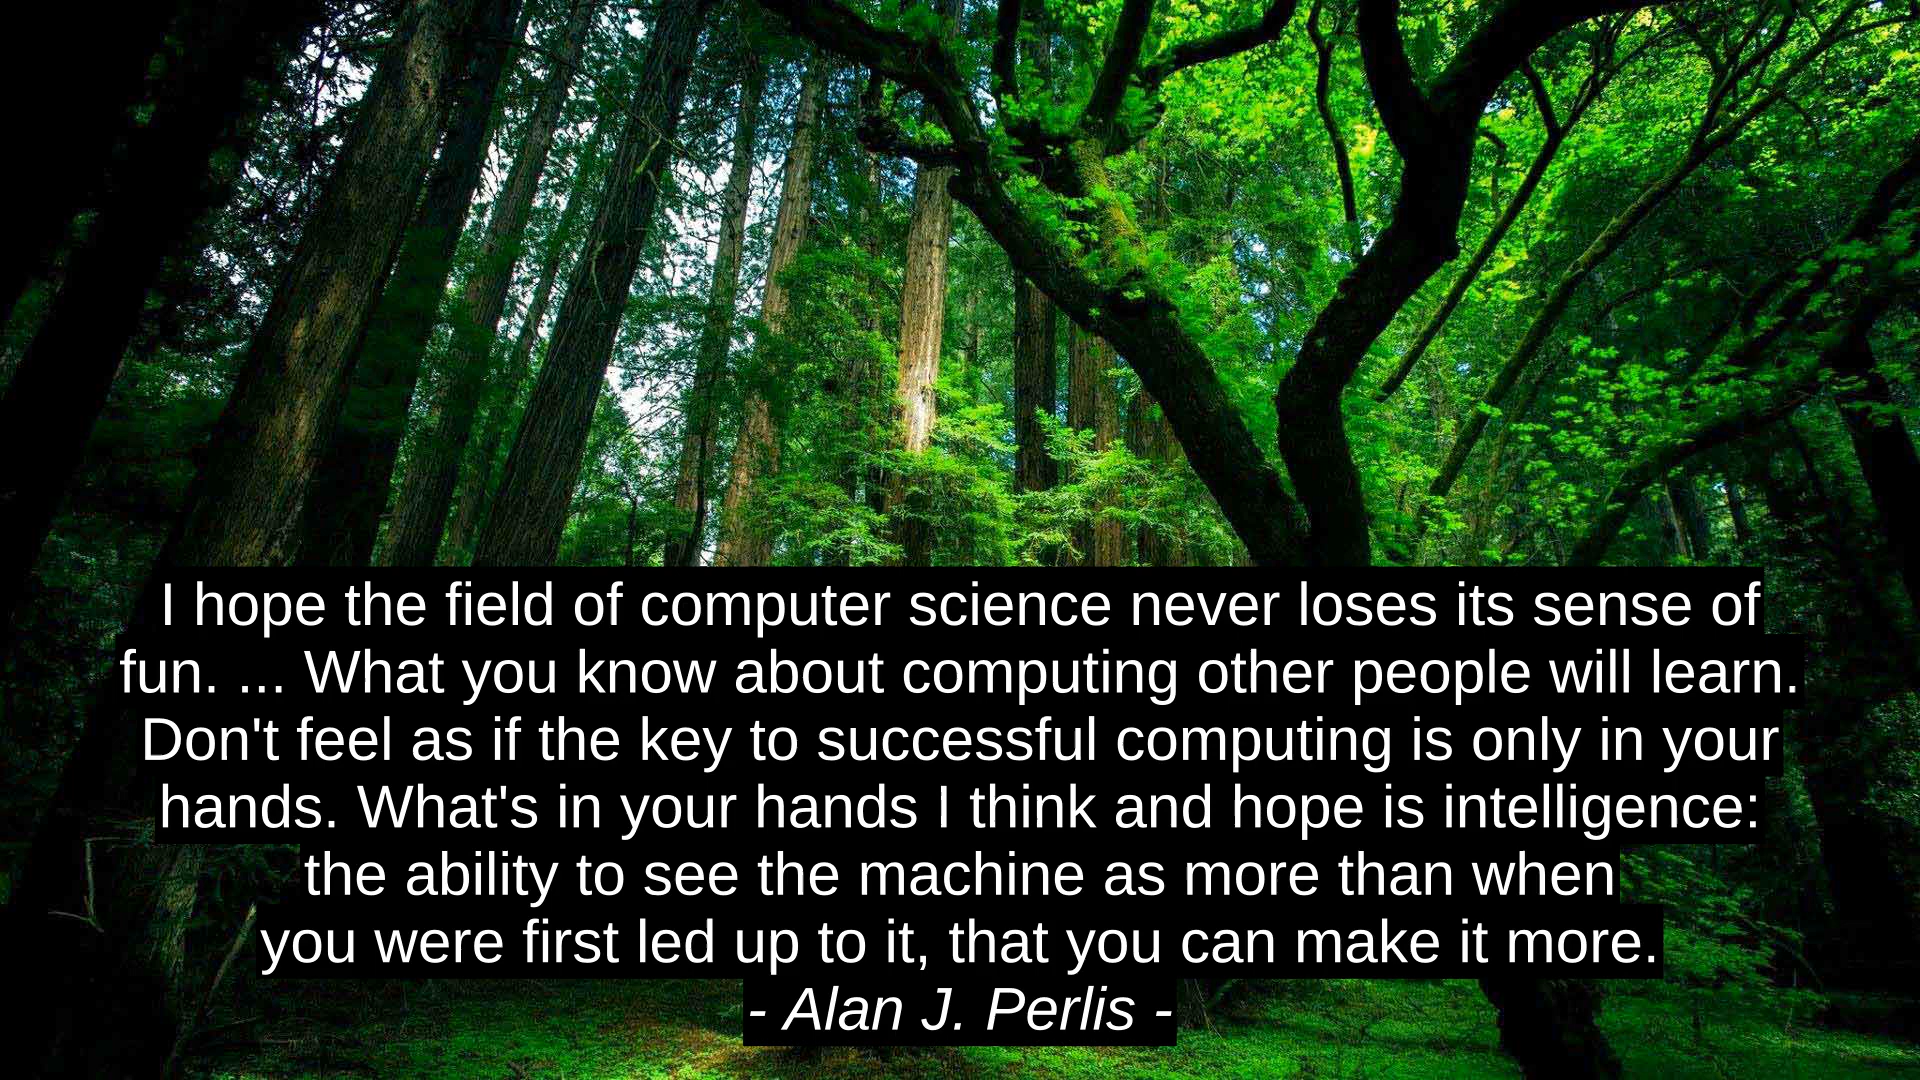 I hope the field of computer science never loses its sense of
fun. ... What you know about computing other people will learn.
Don't feel as if the key to successful computing is only in your
hands. What's in your hands I think and hope is intelligence:
the ability to see the machine as more than when
you were first led up to it, that you can make it more.
- Alan J. Perlis -